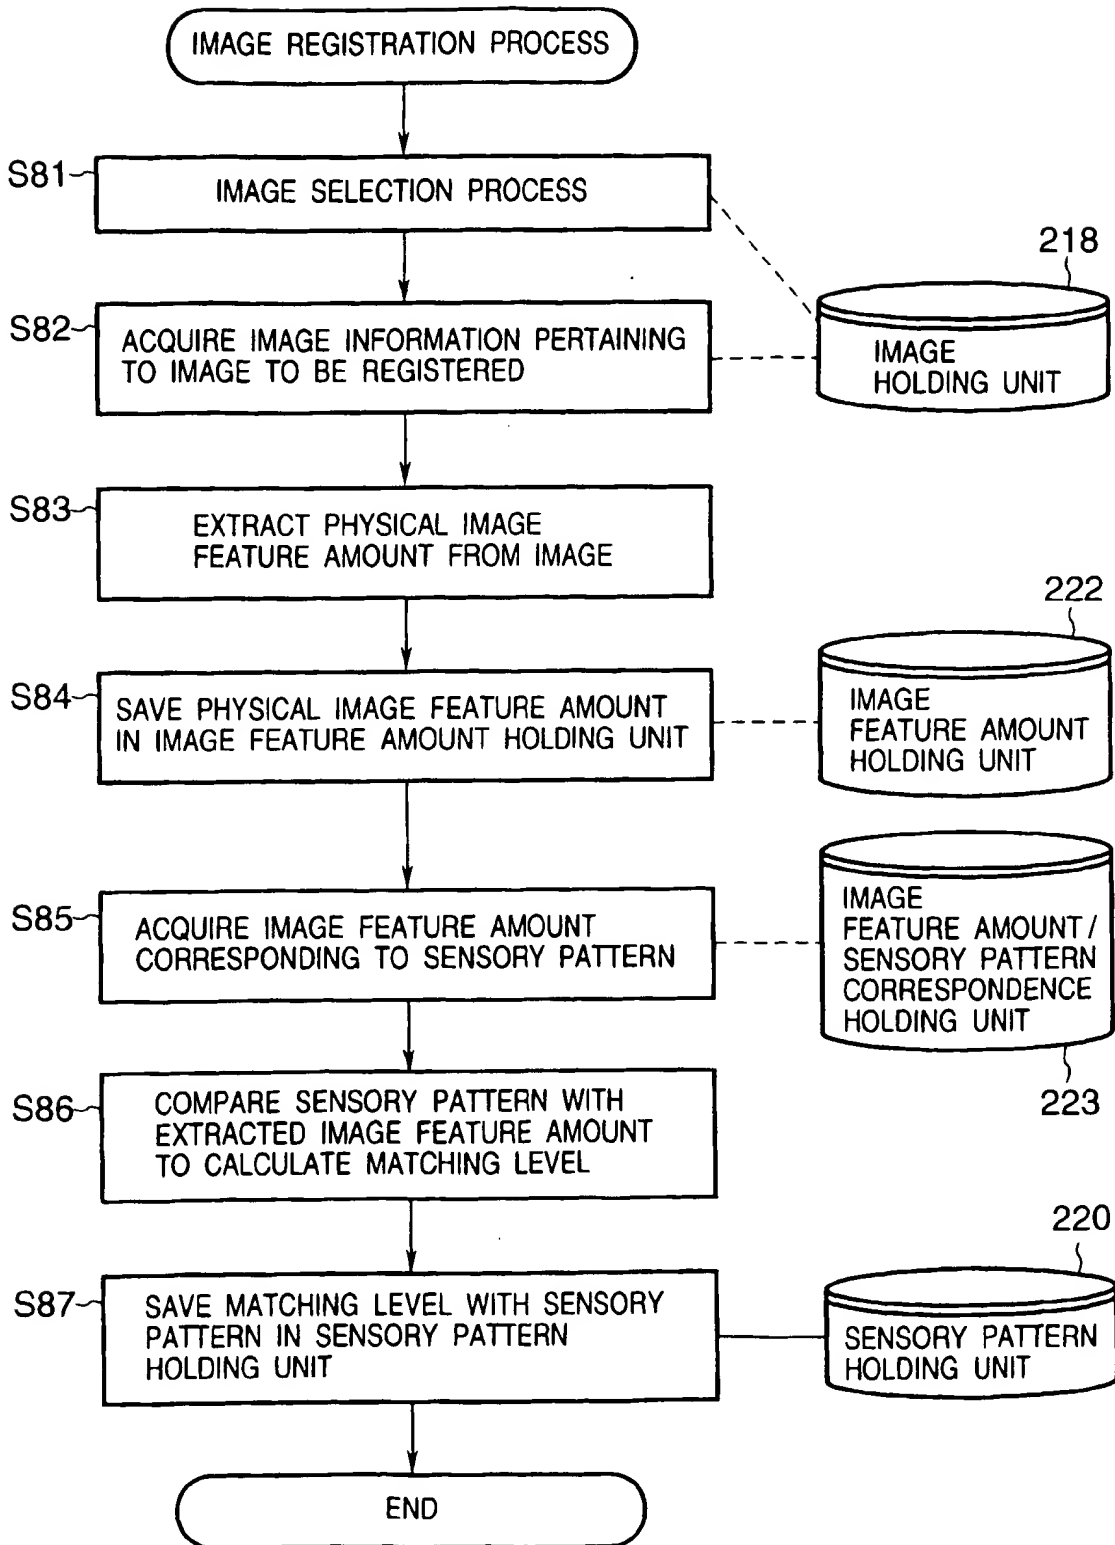 IMAGE REGISTRATION PROCESS
S81
IMAGE SELECTION PROCESS
218
S82
ACQUIRE IMAGE INFORMATION PERTAINING
TO IMAGE TO BE REGISTERED
IMAGE
HOLDING UNIT
S83
EXTRACT PHYSICAL IMAGE
FEATURE AMOUNT FROM IMAGE
222
S84
SAVE PHYSICAL IMAGE FEATURE AMOUNT
IN IMAGE FEATURE AMOUNT HOLDING UNIT
IMAGE
FEATURE AMOUNT
HOLDING UNIT
S85
ACQUIRE IMAGE FEATURE AMOUNT
CORRESPONDING TO SENSORY PATTERN
IMAGE
FEATURE AMOUNT /
SENSORY PATTERN
CORRESPONDENCE
HOLDING UNIT
223
S86
COMPARE SENSORY PATTERN WITH
EXTRACTED IMAGE FEATURE AMOUNT
TO CALCULATE MATCHING LEVEL
220
S87
SAVE MATCHING LEVEL WITH SENSORY
PATTERN IN SENSORY PATTERN
HOLDING UNIT
SENSORY PATTERN
HOLDING UNIT
END